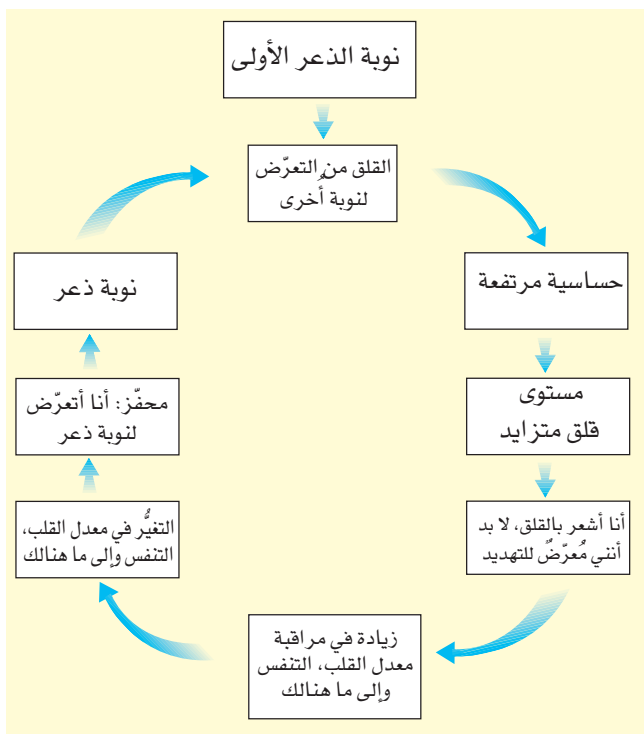 نوبة الذعر الأولى
القلق من التعرّض
لنوبة أُخرى
حساسية مرتفعة
مستوى
قلق متزايد
أنا أشعر بالقلق، لا بد
أنني مُعرّضٌ للتهديد
زيادة في مراقبة
معدل القلب، التنفس
وإلى ما هنالك
التغيُّر في معدل القلب،
التنفس وإلى ما هنالك
محفّز: أنا أتعرّض
لنوبة ذعر
نوبة ذعر